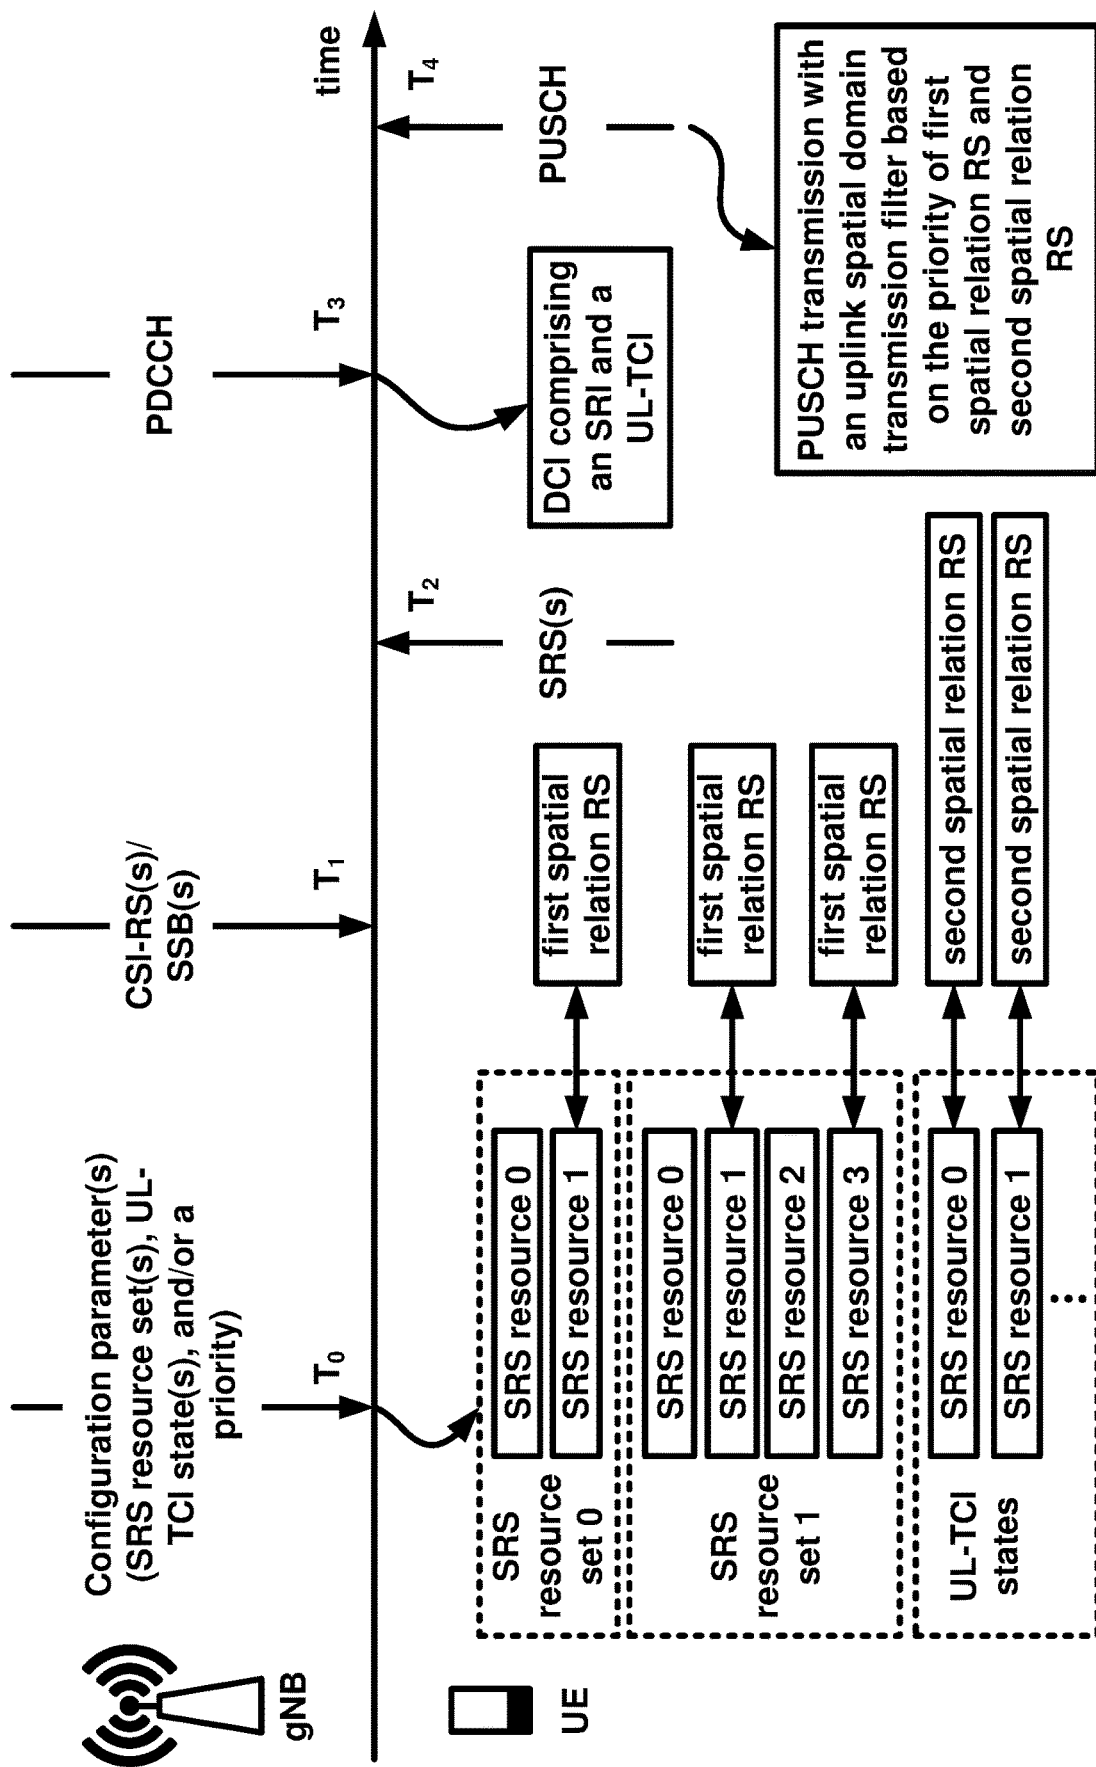 Configuration parameter(s)
(SRS resource set(s), UL-
TCI state(s), and/or a
priority)
CSI-RS(s)/
SSB(s)
PDCCH
gNB
T0
T1
T3
time
T2
T4
UE
SRS(s)
PUSCH
SRS
resource
set 0
SRS resource 0
SRS resource 1
first spatial
relation RS
DCI comprising
an SRI and a
UL-TCI
SRS
resource
set 1
SRS resource 0
SRS resource 1
SRS resource 2
SRS resource 3
first spatial
relation RS
first spatial
relation RS
PUSCH transmission with
an uplink spatial domain
transmission filter based
on the priority of first
spatial relation RS and
second spatial relation
RS
UL-TCI
states
SRS resource 0
SRS resource 1
second spatial relation RS
second spatial relation RS